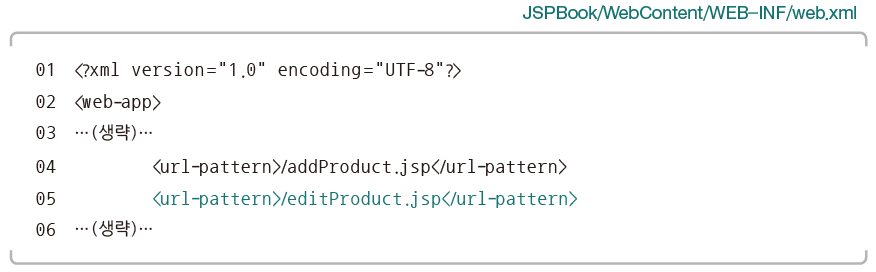 JSPBook/WebContent/WEB-INF/web.xml
01 <?xml version="1.0" encoding="UTF-8"?>
02 <web-app>
03 …(생략)…
04 <url-pattern>/addProduct.jsp</url-pattern>
05 <url-pattern>/editProduct.jsp</url-pattern>
06 …(생략)…